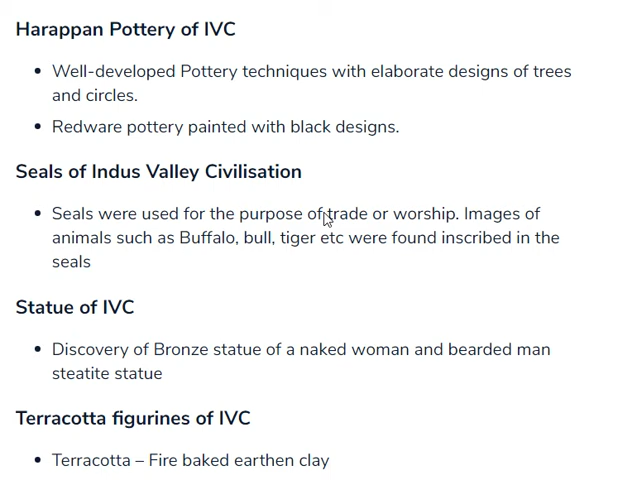 Harappan Pottery of IVC
Well-developed Pottery techniques with elaborate designs of trees
and circles.
Redware pottery painted with black designs.
Seals of Indus Valley Civilisation
Seals were used for the purpose of trade or worship. Images of
animals such as Buffalo, bull, tiger etc were found inscribed in the
seals
Statue of IVC
Discovery of Bronze statue of a naked woman and bearded man
steatite statue
Terracotta figurines of IVC
Terracotta – Fire baked earthen clay